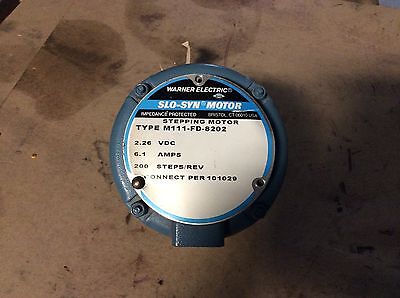 WARNER ELECTRIC®
SLO-SYN® MOTOR
IMPEDANCE PROTECTED BRISTOL, CT 06010 USA
STEPPING MOTOR
TYPE M111-FD-8202
2.26 VDC
6.1 AMPS
200 STEPS/REV
CONNECT PER 101029